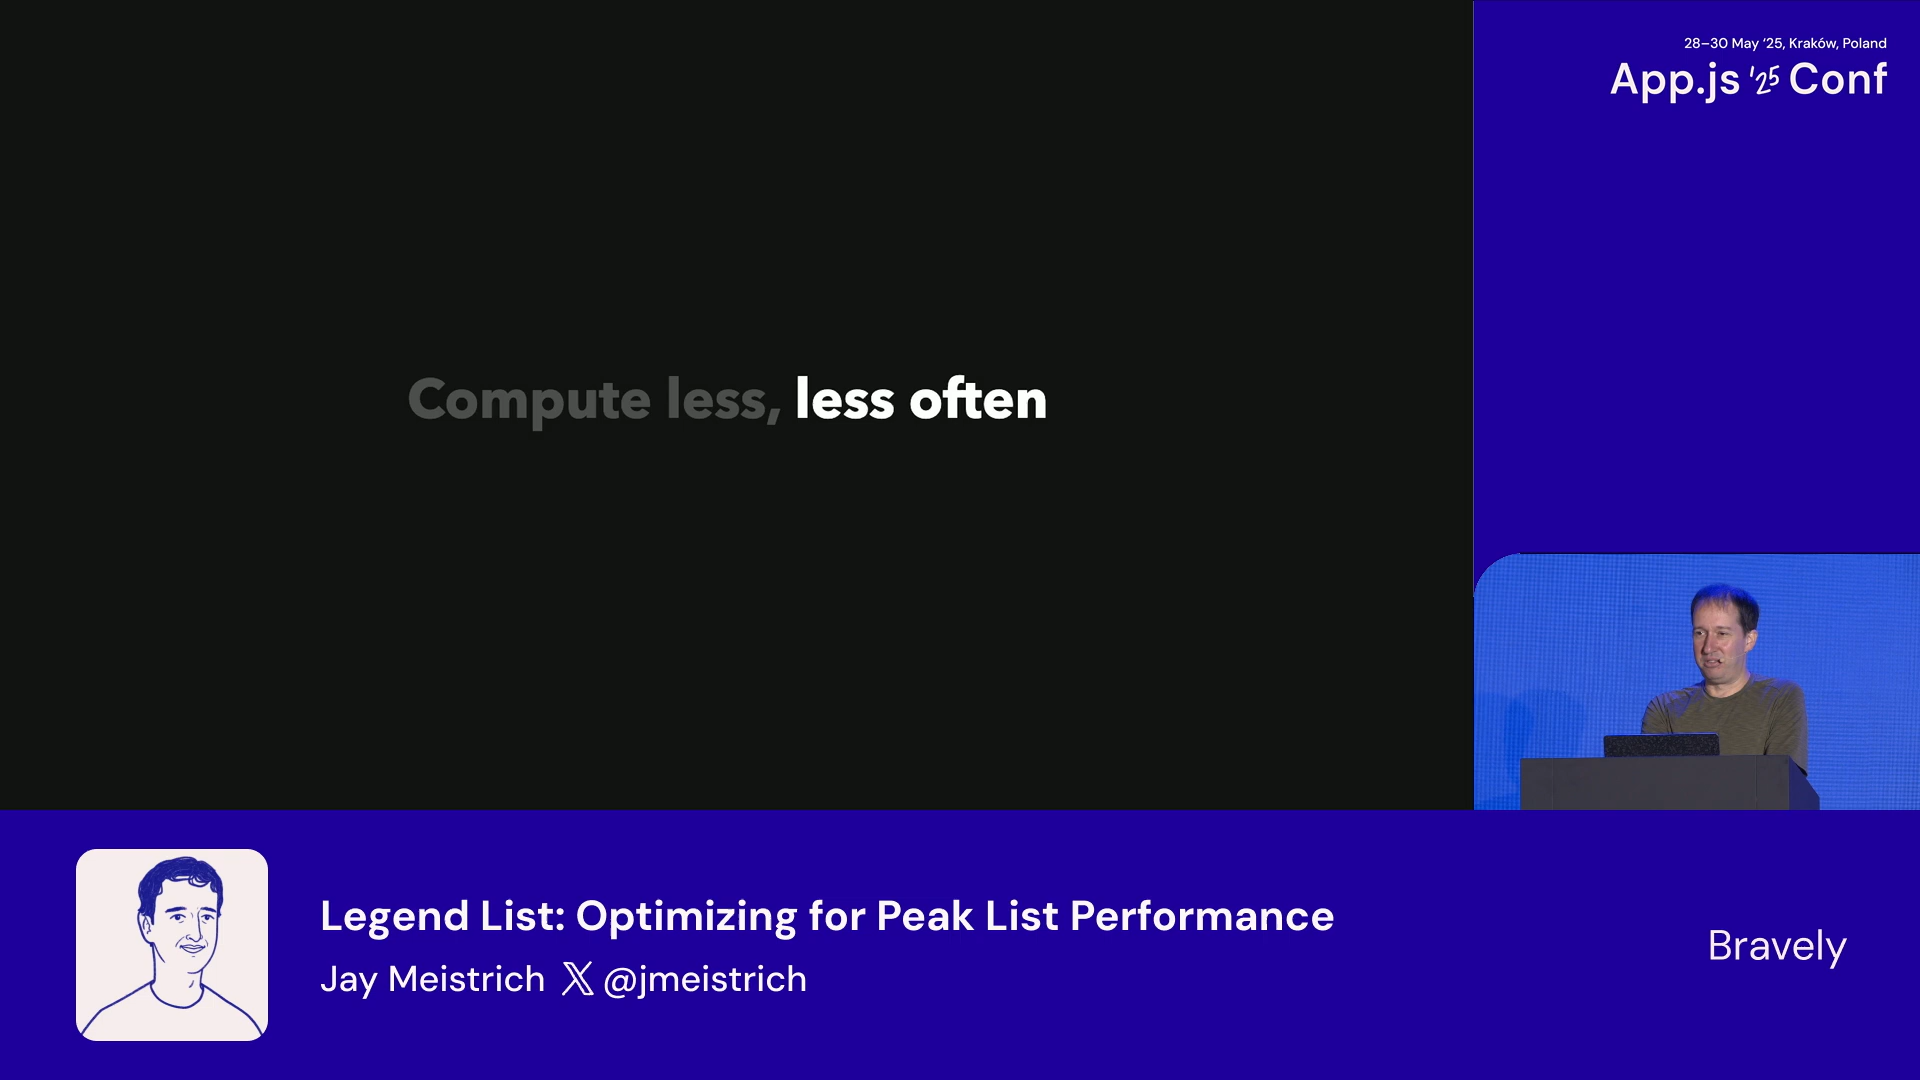 28–30 May '25, Kraków, Poland
App.js '25 Conf
Compute less, less often
Legend List: Optimizing for Peak List Performance
Jay Meistrich 𝕏 @jmeistrich
Bravely